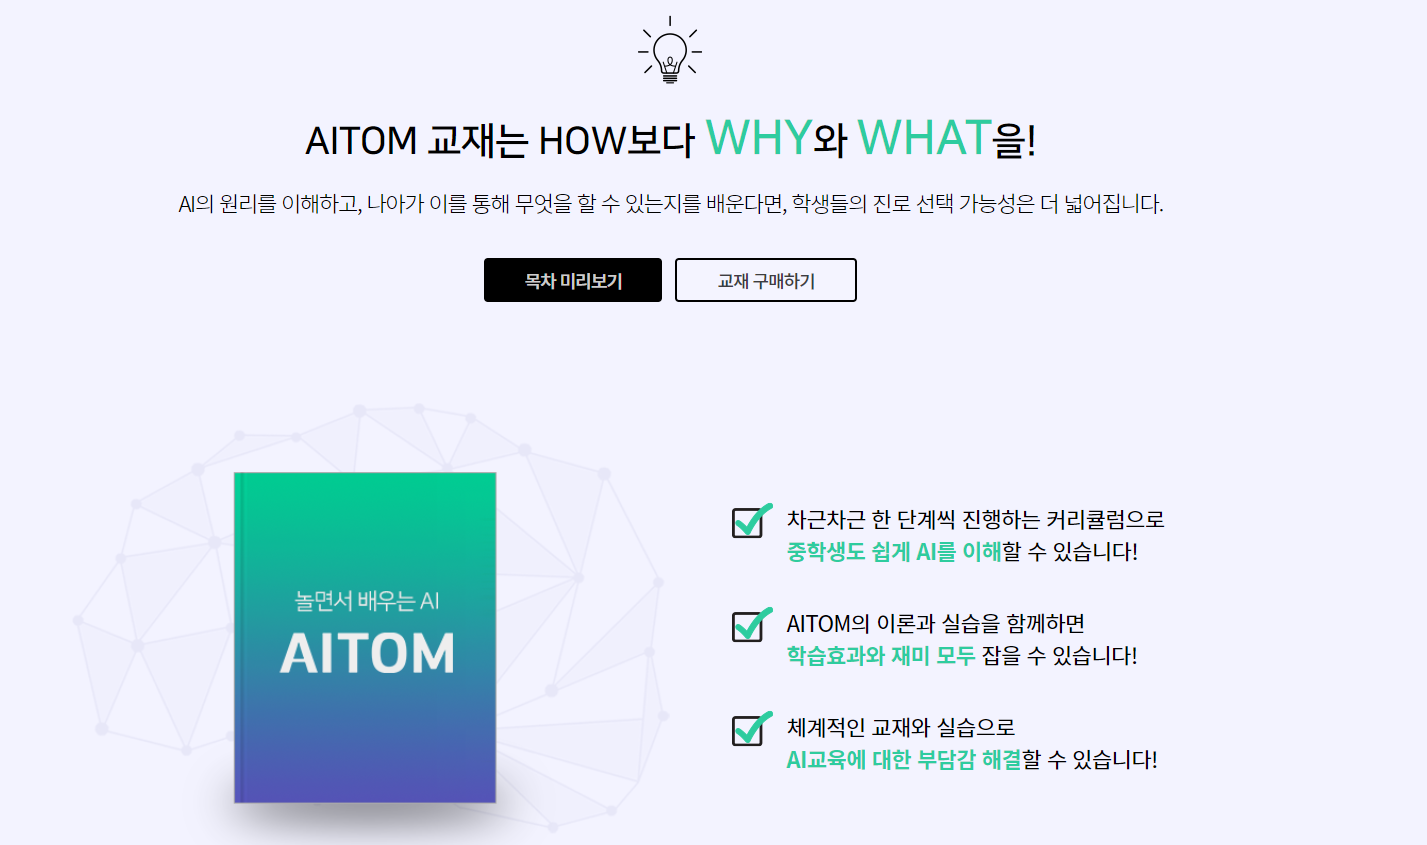 AITOM 교재는 HOW보다 WHY와 WHAT을!
AI의 원리를 이해하고, 나아가 이를 통해 무엇을 할 수 있는지를 배운다면, 학생들의 진로 선택 가능성은 더 넓어집니다.
목차 미리보기
교재 구매하기
놀면서 배우는 AI
AITOM
차근차근 한 단계씩 진행하는 커리큘럼으로
중학생도 쉽게 AI를 이해할 수 있습니다!
AITOM의 이론과 실습을 함께하면
학습효과와 재미 모두 잡을 수 있습니다!
체계적인 교재와 실습으로
AI교육에 대한 부담감 해결할 수 있습니다!